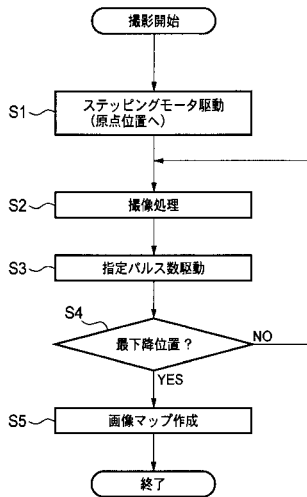 撮影開始
S1
ステッピングモータ駆動
(原点位置へ)
S2
撮像処理
S3
指定パルス数駆動
S4
最下降位置?
NO
YES
S5
画像マップ作成
終了